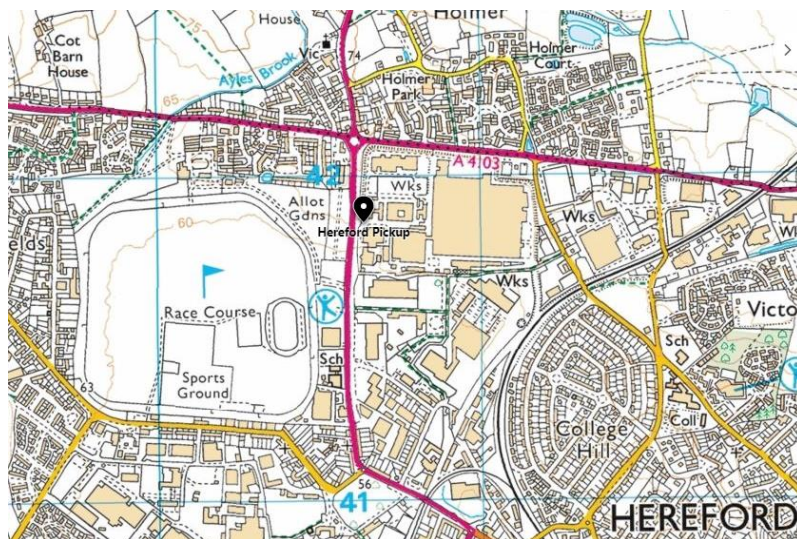 House
Holmer
Cot
Barn
House
Vic
74
75
Ayles Brook
Holmer
Court
Holmer
Park
65
A 4103
42
Wks
Allot
Gdns
60
Hereford Pickup
Wks
Wks
Race Course
Victo
Sch
Sch
Sports
Ground
63
College
Hill
Coll
56
41
HEREFORD